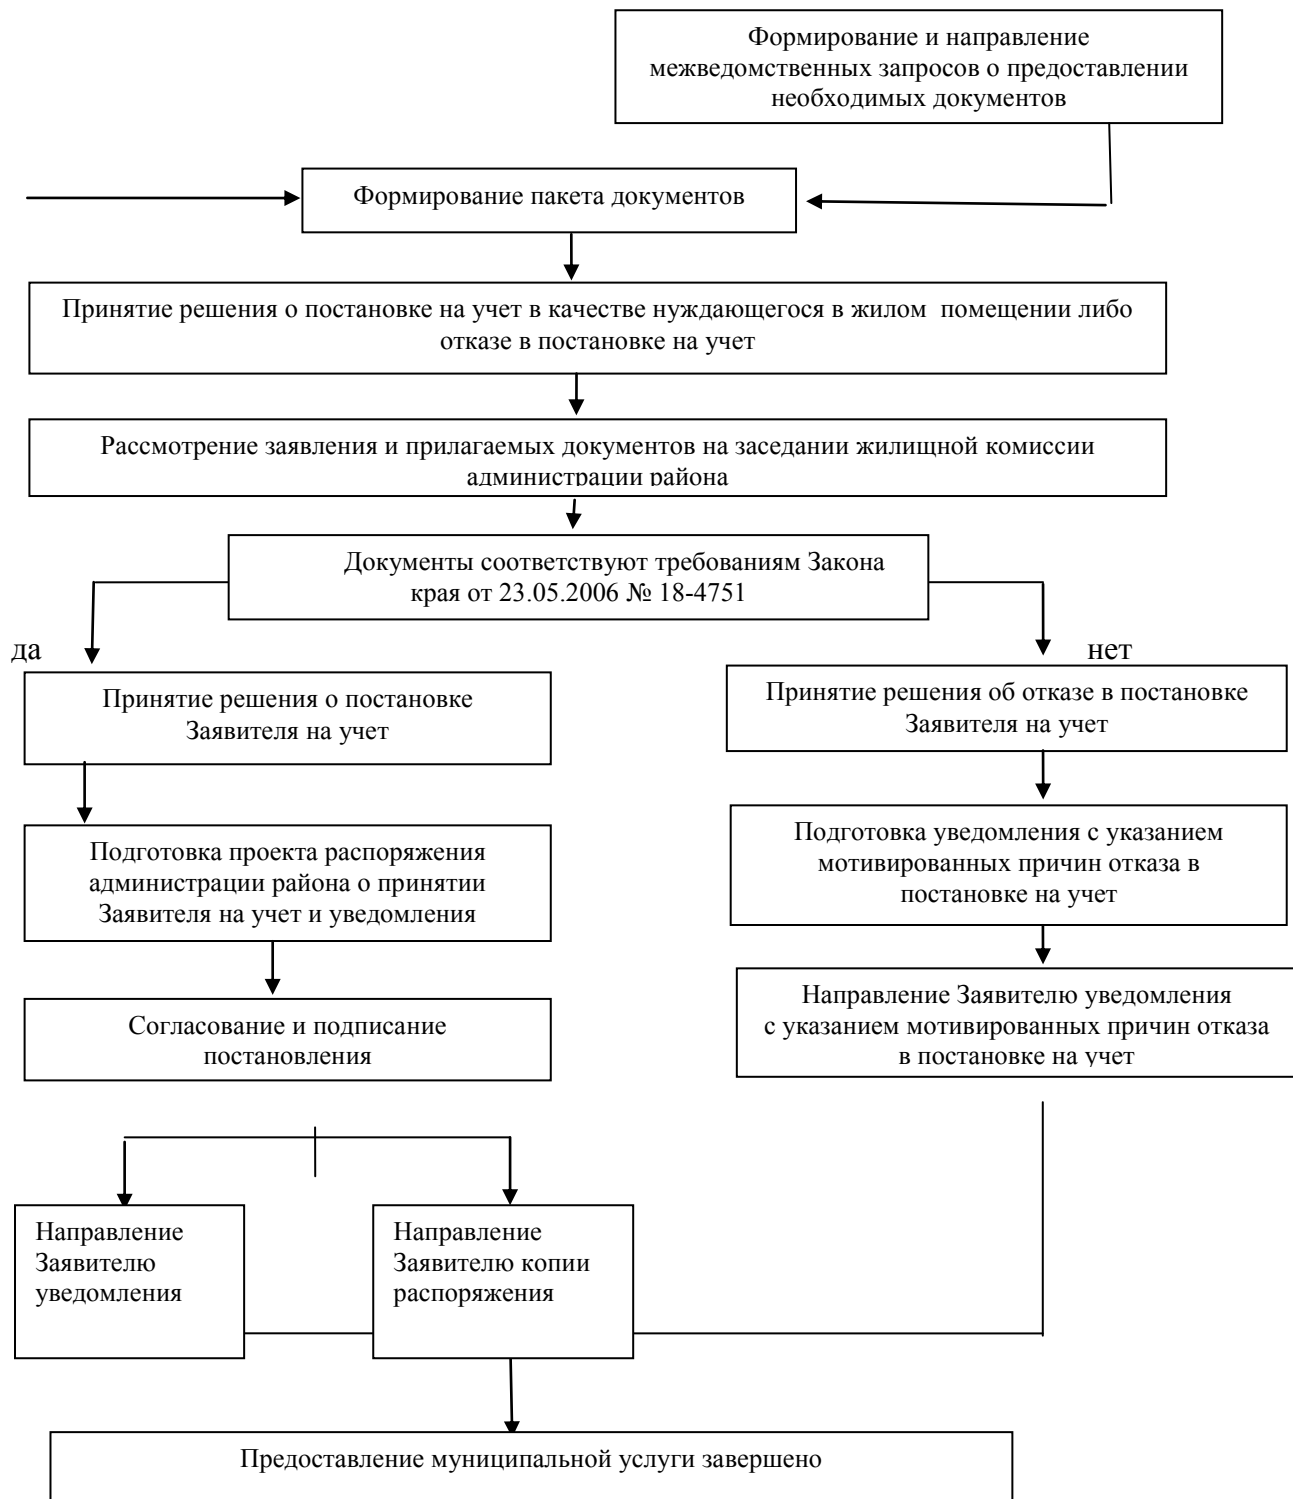 Формирование и направление
межведомственных запросов о предоставлении
необходимых документов
Формирование пакета документов
Принятие решения о постановке на учет в качестве нуждающегося в жилом помещении либо
отказе в постановке на учет
Рассмотрение заявления и прилагаемых документов на заседании жилищной комиссии
администрации района
Документы соответствуют требованиям Закона
края от 23.05.2006 № 18-4751
да
нет
Принятие решения о постановке
Заявителя на учет
Принятие решения об отказе в постановке
Заявителя на учет
Подготовка проекта распоряжения
администрации района о принятии
Заявителя на учет и уведомления
Подготовка уведомления с указанием
мотивированных причин отказа в
постановке на учет
Согласование и подписание
постановления
Направление Заявителю уведомления
с указанием мотивированных причин отказа
в постановке на учет
Направление
Заявителю
уведомления
Направление
Заявителю копии
распоряжения
Предоставление муниципальной услуги завершено